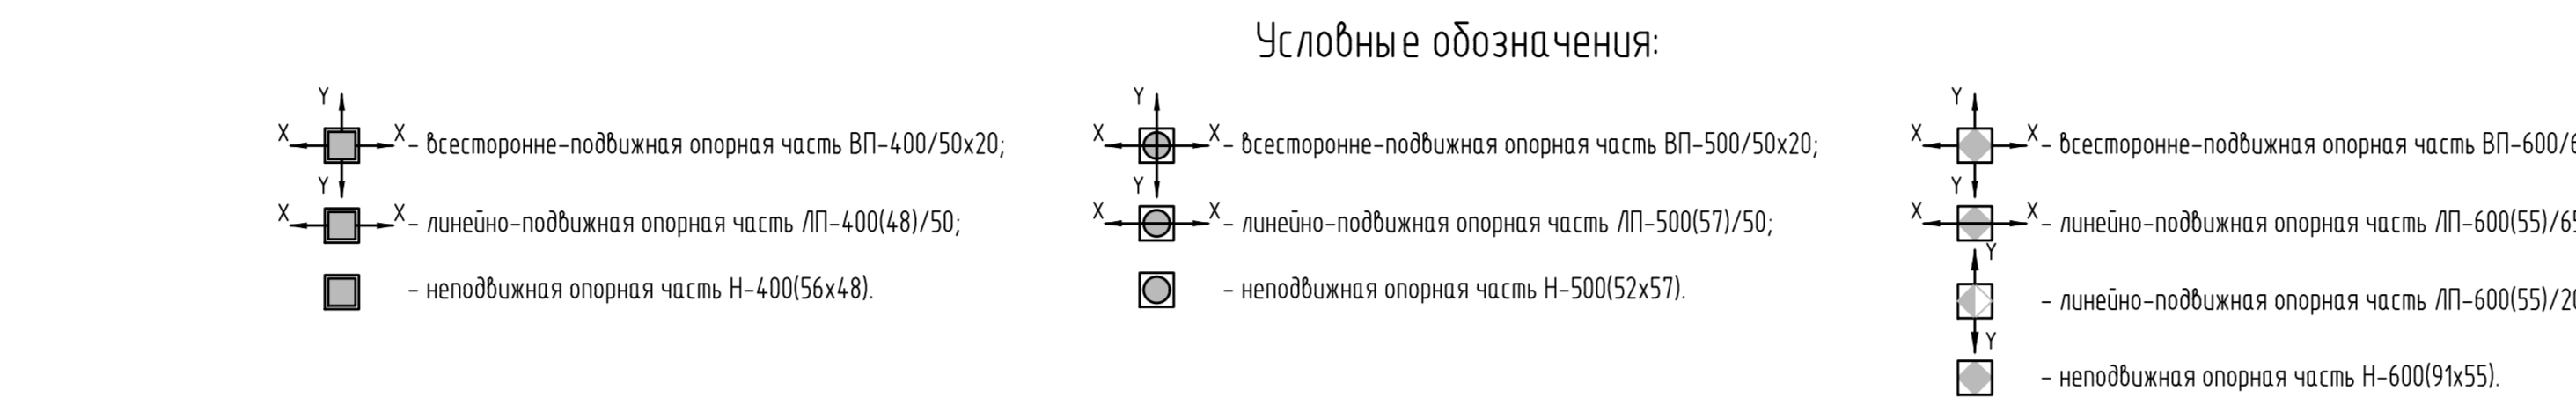 Условные обозначения:
Y
X X – всесторонне-подвижная опорная часть ВП-400/50х20;
Y
X X – линейно-подвижная опорная часть ЛП-400(48)/50;
– неподвижная опорная часть Н-400(56х48).
Y
X X – всесторонне-подвижная опорная часть ВП-500/50х20;
Y
X X – линейно-подвижная опорная часть ЛП-500(57)/50;
– неподвижная опорная часть Н-500(52х57).
Y
X X – всесторонне-подвижная опорная часть ВП-600/6
Y
X X – линейно-подвижная опорная часть ЛП-600(55)/65
Y
– линейно-подвижная опорная часть ЛП-600(55)/20
Y
– неподвижная опорная часть Н-600(91х55).